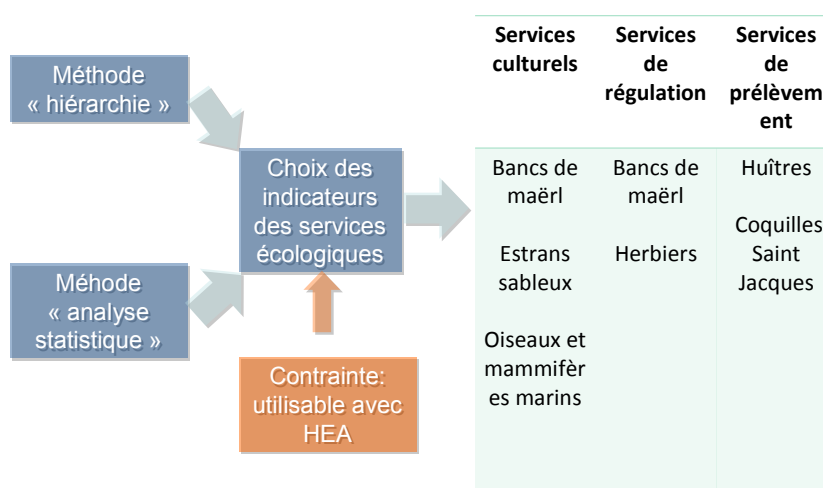 Méthode
« hiérarchie »
Méhode
« analyse
statistique »
Choix des
indicateurs
des services
écologiques
Contrainte:
utilisable avec
HEA
Services
culturels
Services
de
régulation
Services
de
prélèvem
ent
Bancs de
maërl
Estrans
sableux
Oiseaux et
mammifèr
es marins
Bancs de
maërl
Herbiers
Huîtres
Coquilles
Saint
Jacques